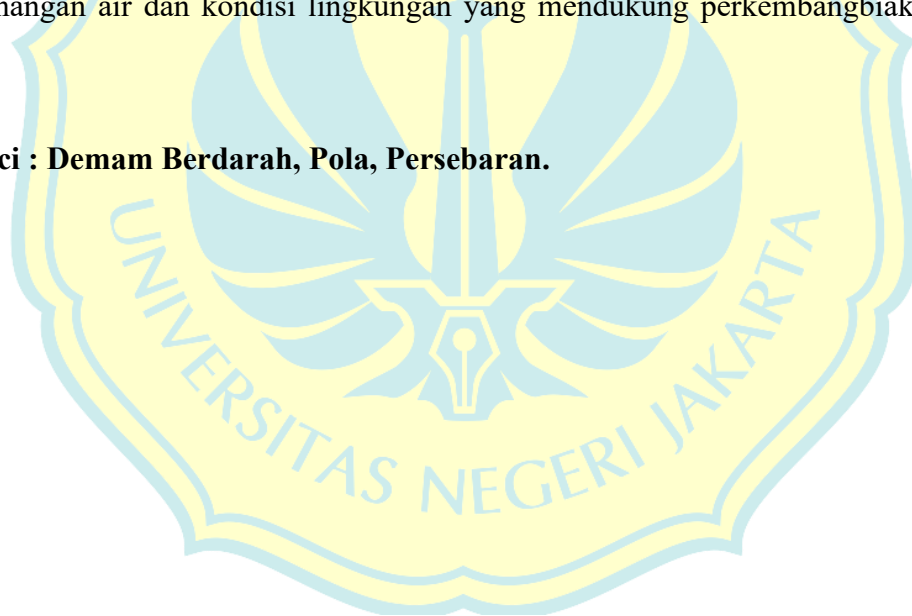 nangan air dan kondisi lingkungan yang mendukung perkembangbiak
ci : Demam Berdarah, Pola, Persebaran.
UNIVERSITAS NEGERI JAKARTA